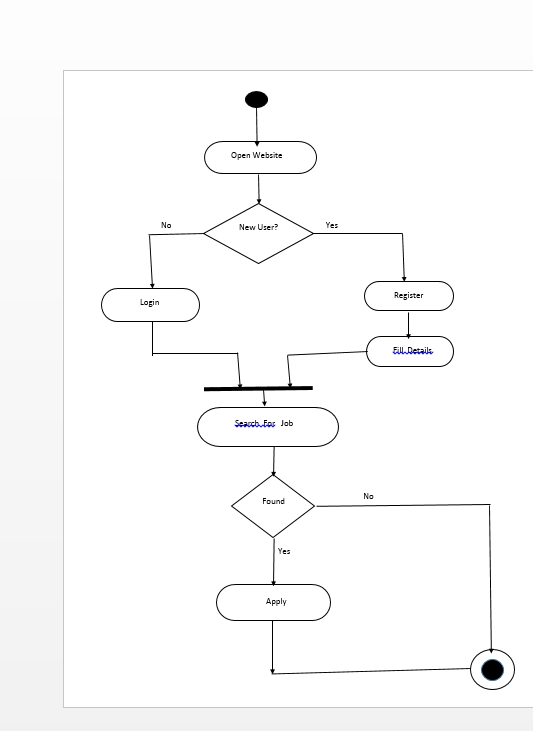 Open Website
New User?
No
Yes
Login
Register
Fill Details
Search For Job
Found
No
Yes
Apply